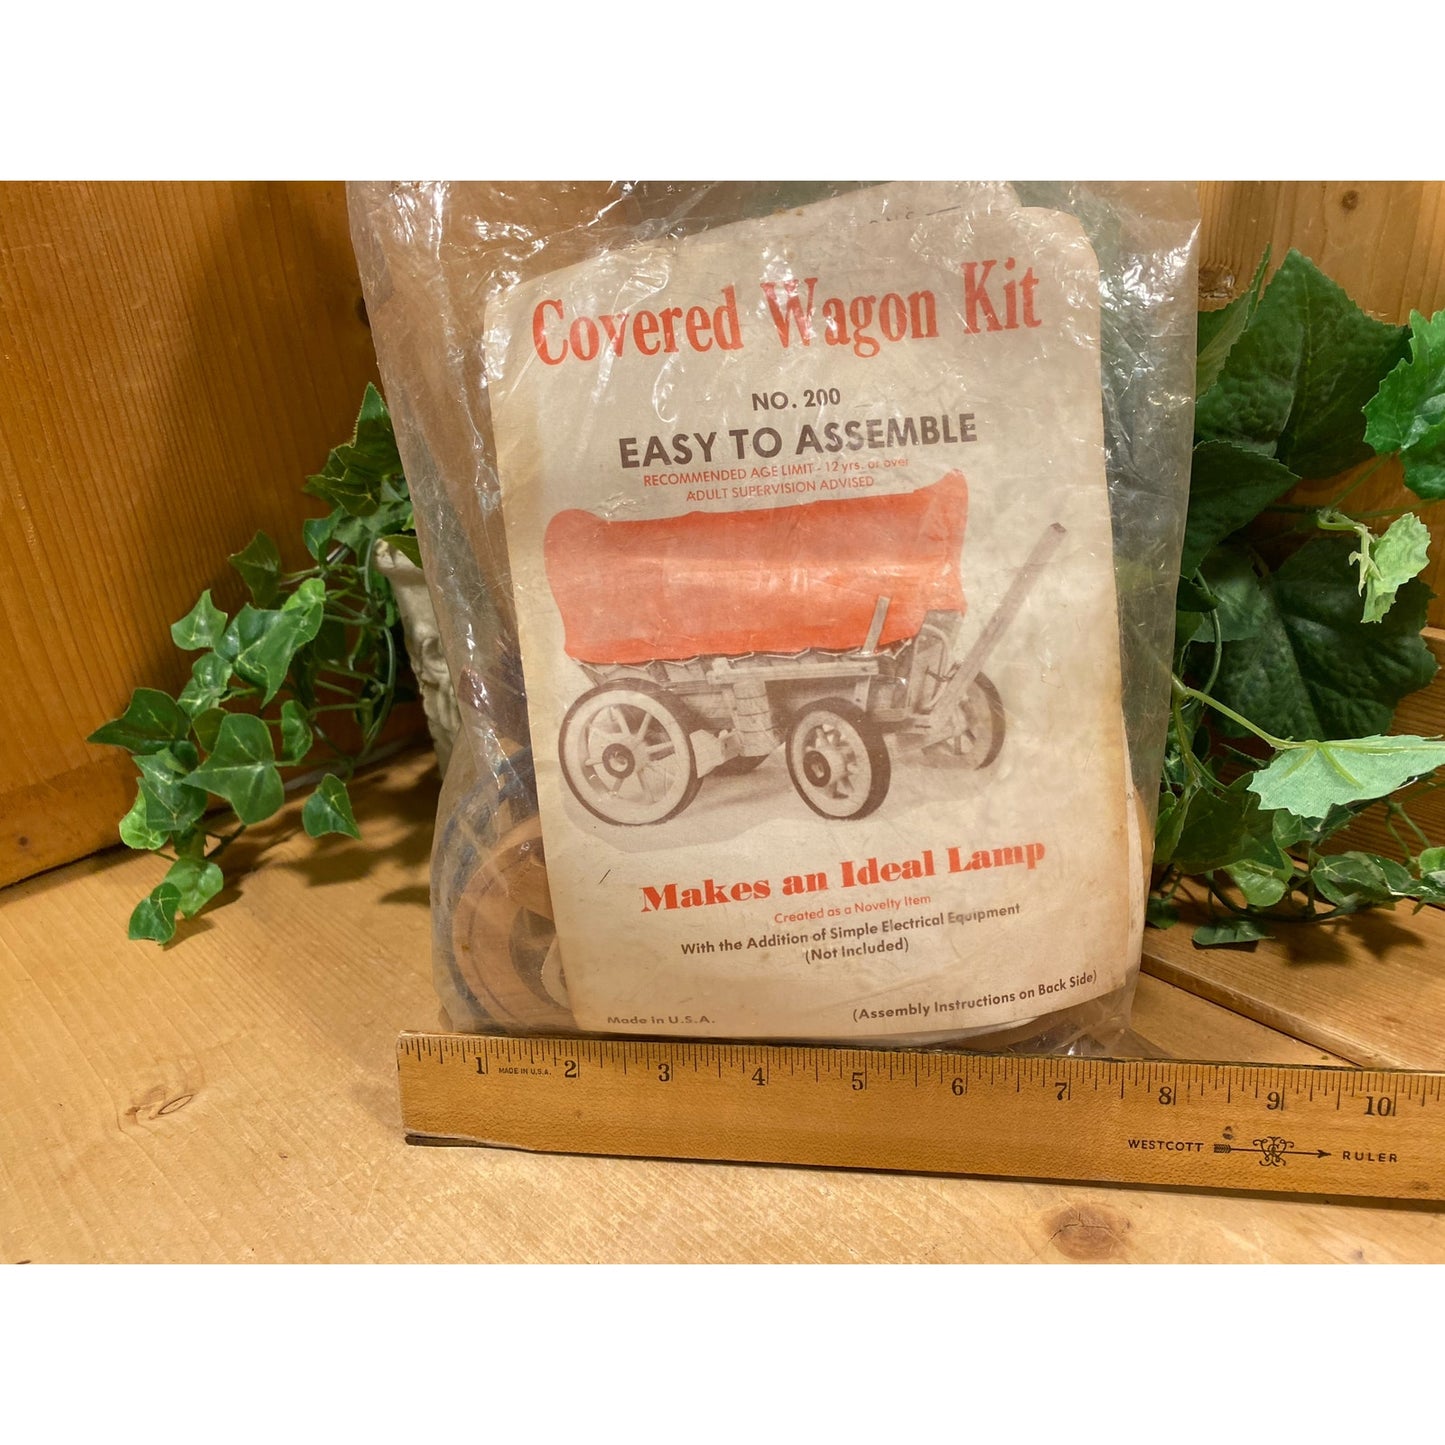 Covered Wagon Kit
NO. 200
EASY TO ASSEMBLE
RECOMMENDED AGE LIMIT - 12 yrs. or over
ADULT SUPERVISION ADVISED
Makes an Ideal Lamp
Created as a Novelty Item
With the Addition of Simple Electrical Equipment
(Not Included)
(Assembly Instructions on Back Side)
Made in U.S.A.
1 MADE IN U.S.A. 2 3 4 5 6 7 8 9 10
WESTCOTT RULER